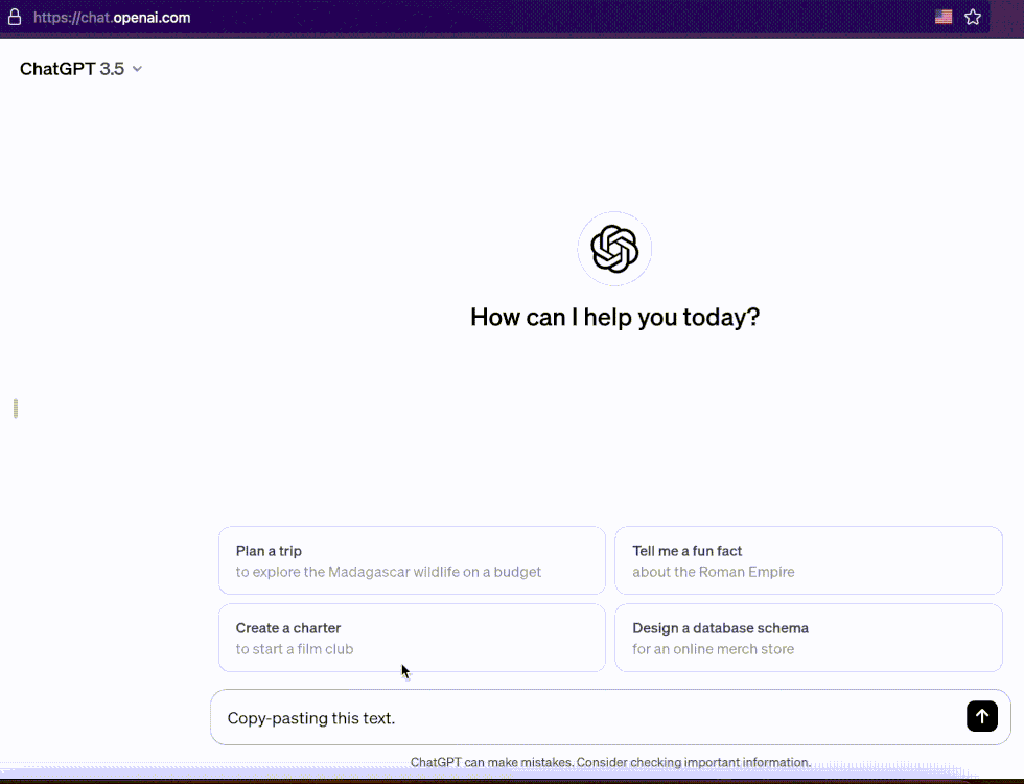 https://chat.openai.com
ChatGPT 3.5
How can I help you today?
Plan a trip
to explore the Madagascar wildlife on a budget
Tell me a fun fact
about the Roman Empire
Create a charter
to start a film club
Design a database schema
for an online merch store
Copy-pasting this text.
ChatGPT can make mistakes. Consider checking important information.